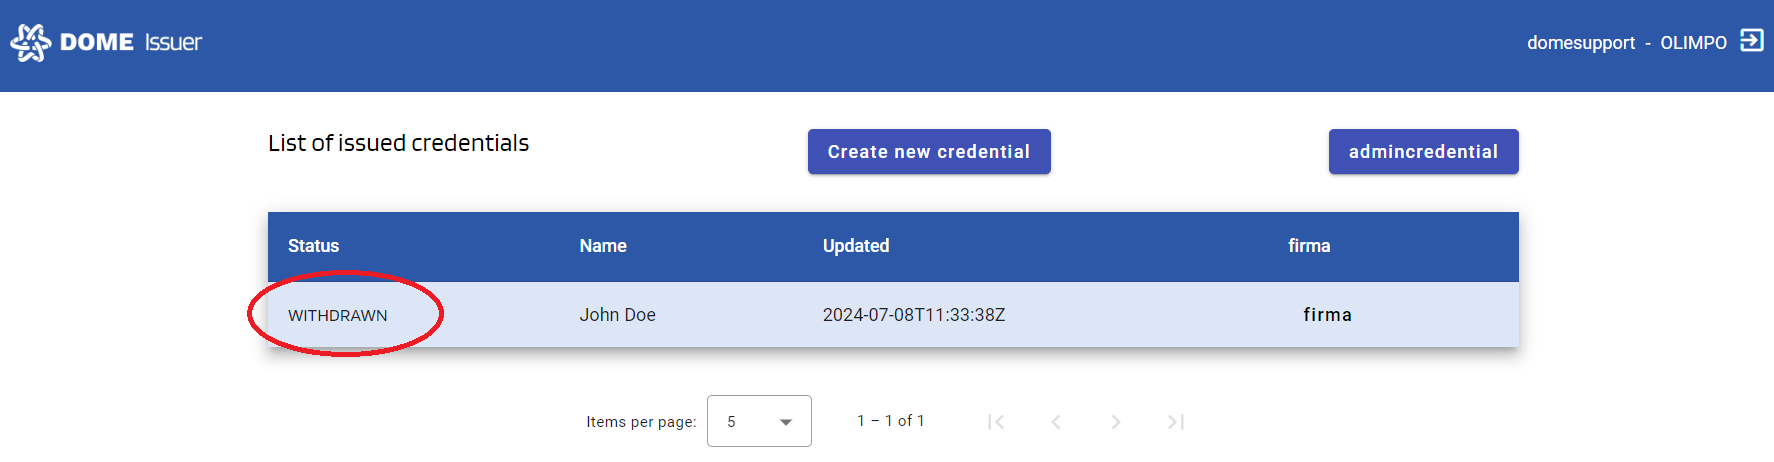 DOME Issuer
domesupport - OLIMPO
List of issued credentials
Create new credential
admincredential
Status Name Updated firma
WITHDRAWN John Doe 2024-07-08T11:33:38Z firma
Items per page: 5 1 – 1 of 1